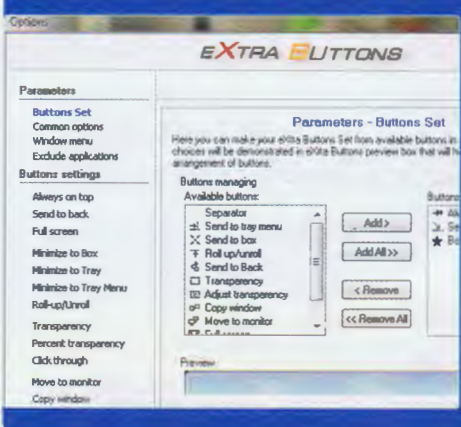 Options
EXTRA BUTTONS
Parameters
Buttons Set
Common options
Window menu
Exclude applications
Buttons settings
Always on top
Send to back
Full screen
Minimize to Box
Minimize to Tray
Minimize to Tray Menu
Roll-up/Unroll
Transparency
Percent transparency
Click through
Move to monitor
Copy window
Parameters - Buttons Set
Here you can make your eXtra Buttons Set from available buttons in
choices will be demonstrated in eXtra Buttons preview box that will
arrangement of buttons.
Buttons managing
Available buttons:
Separator
Send to tray menu
Send to box
Roll up/unroll
Send to Back
Transparency
Adjust transparency
Copy window
Move to monitor
Full screen
Add >
Add All >>
< Remove
<< Remove All
Buttons
Se
Preview